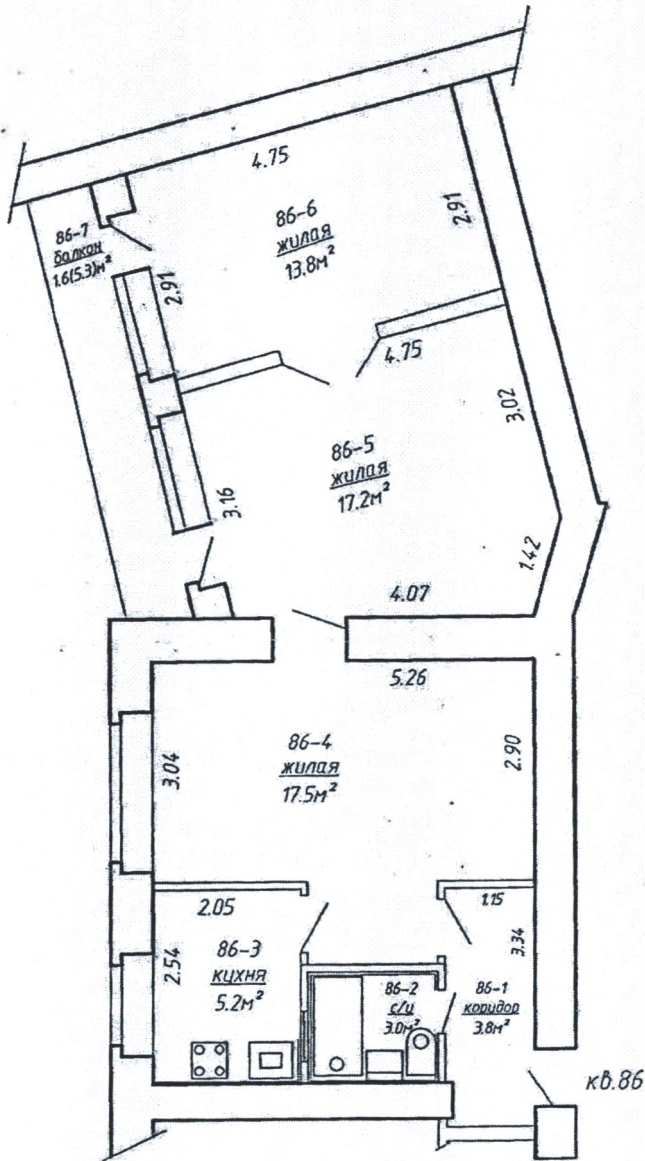 4.75
86-6
жилая
13.8м²
2.91
86-7
балкон
1.6(5.3)м²
2.91
4.75
3.02
86-5
жилая
17.2м²
3.16
1.42
4.07
5.26
86-4
жилая
17.5м²
3.04
2.90
2.05
1.15
86-3
кухня
5.2м²
2.54
3.34
86-2
с/у
3.0м²
86-1
коридор
3.8м²
кв.86